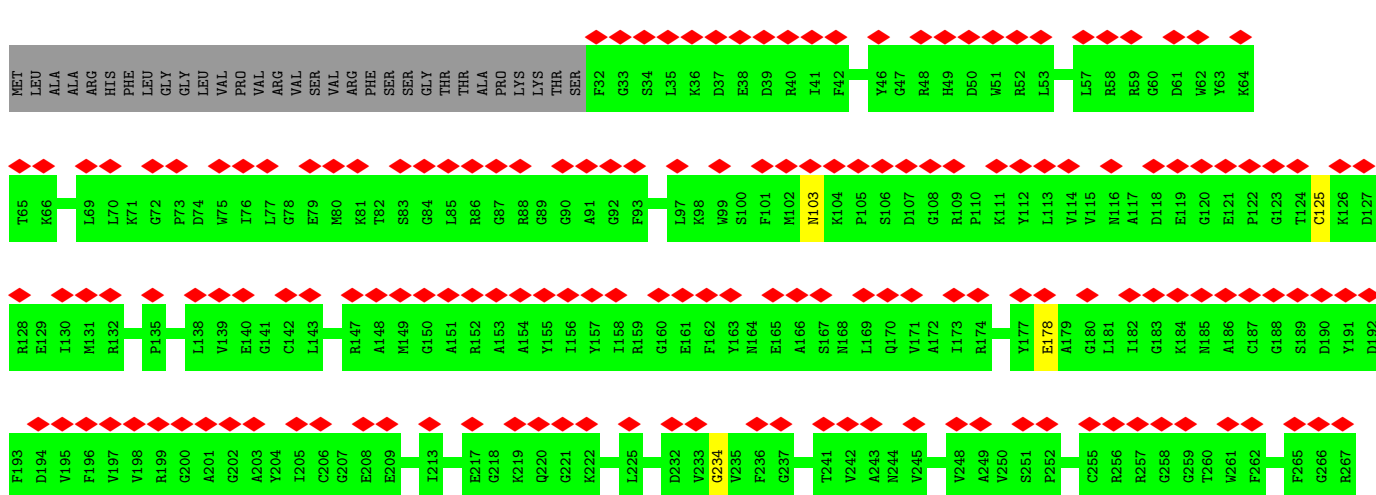 MET LEU ALA ALA ARG HIS PHE LEU GLY GLY LEU VAL PRO VAL ARG VAL SER VAL ARG PHE SER SER GLY THR THR ALA PRO LYS LYS THR SER F32 G33 S34 L35 K36 D37 E38 D39 R40 I41 F42 Y46 G47 R48 H49 D50 W51 R52 L53 L57 R58 R59 G60 D61 W62 Y63 K64
T65 K66 L69 L70 K71 G72 P73 D74 W75 I76 L77 G78 E79 M80 K81 T82 S83 G84 L85 R86 G87 R88 G89 G90 A91 G92 F93 L97 K98 W99 S100 F101 M102 N103 K104 P105 S106 D107 G108 R109 P110 K111 Y112 L113 V114 V115 N116 A117 D118 E119 G120 E121 P122 G123 T124 C125 K126 D127
R128 E129 I130 M131 R132 P135 L138 V139 E140 G141 C142 L143 R147 A148 M149 G150 A151 R152 A153 A154 Y155 I156 Y157 I158 R159 G160 E161 F162 Y163 N164 E165 A166 S167 N168 L169 Q170 V171 A172 I173 R174 Y177 E178 A179 G180 L181 I182 G183 K184 N185 A186 C187 G188 S189 D190 Y191 D192
F193 D194 V195 F196 V197 V198 R199 G200 A201 G202 A203 Y204 I205 C206 G207 E208 E209 I213 E217 G218 K219 Q220 G221 K222 L225 D232 V233 G234 V235 F236 G237 T241 V242 A243 N244 V245 V248 A249 V250 S251 P252 C255 R256 R257 G258 G259 T260 W261 F262 F265 G266 R267